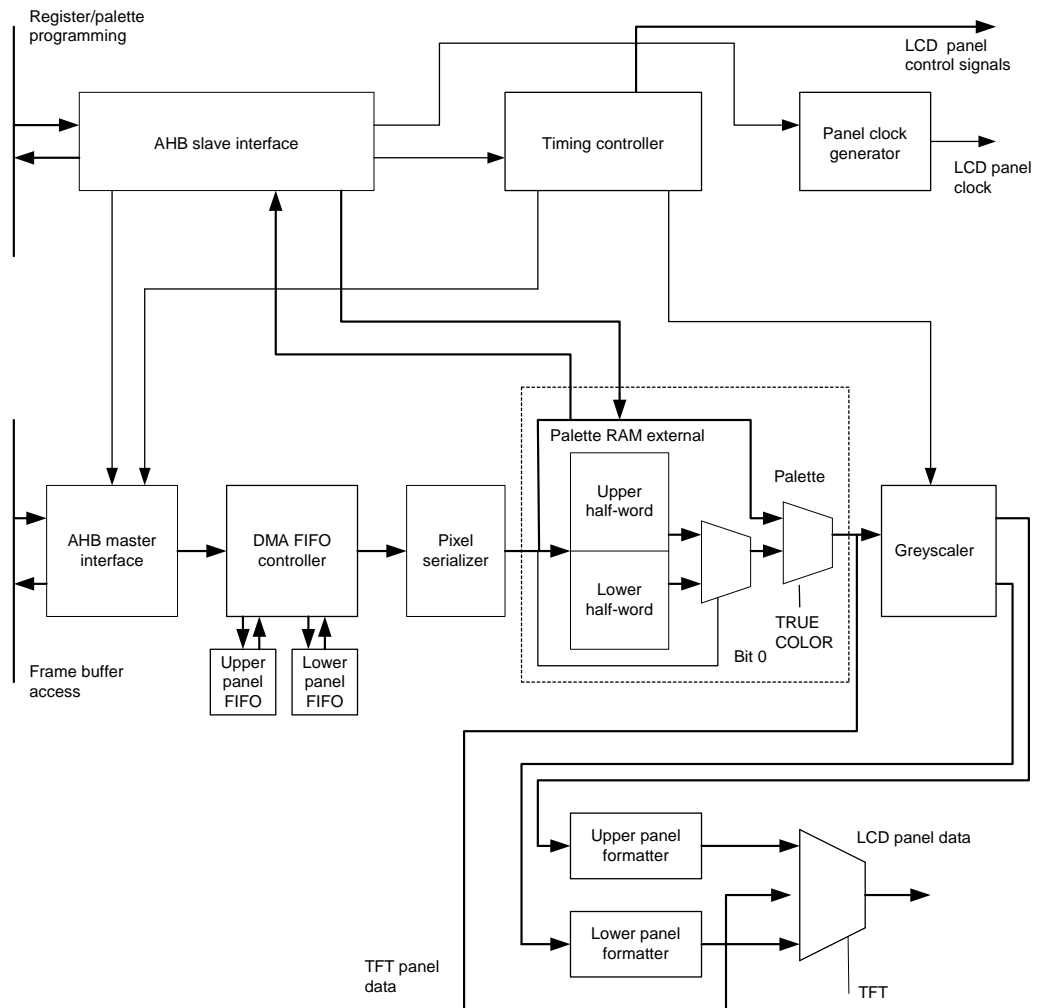 Register/palette
programming
LCD panel
control signals
AHB slave interface
Timing controller
Panel clock
generator
LCD panel
clock
Palette RAM external
Palette
Upper
half-word
AHB master
interface
DMA FIFO
controller
Pixel
serializer
Greyscaler
Lower
half-word
TRUE
COLOR
Bit 0
Frame buffer
access
Upper
panel
FIFO
Lower
panel
FIFO
Upper panel
formatter
LCD panel data
Lower panel
formatter
TFT panel
data
TFT